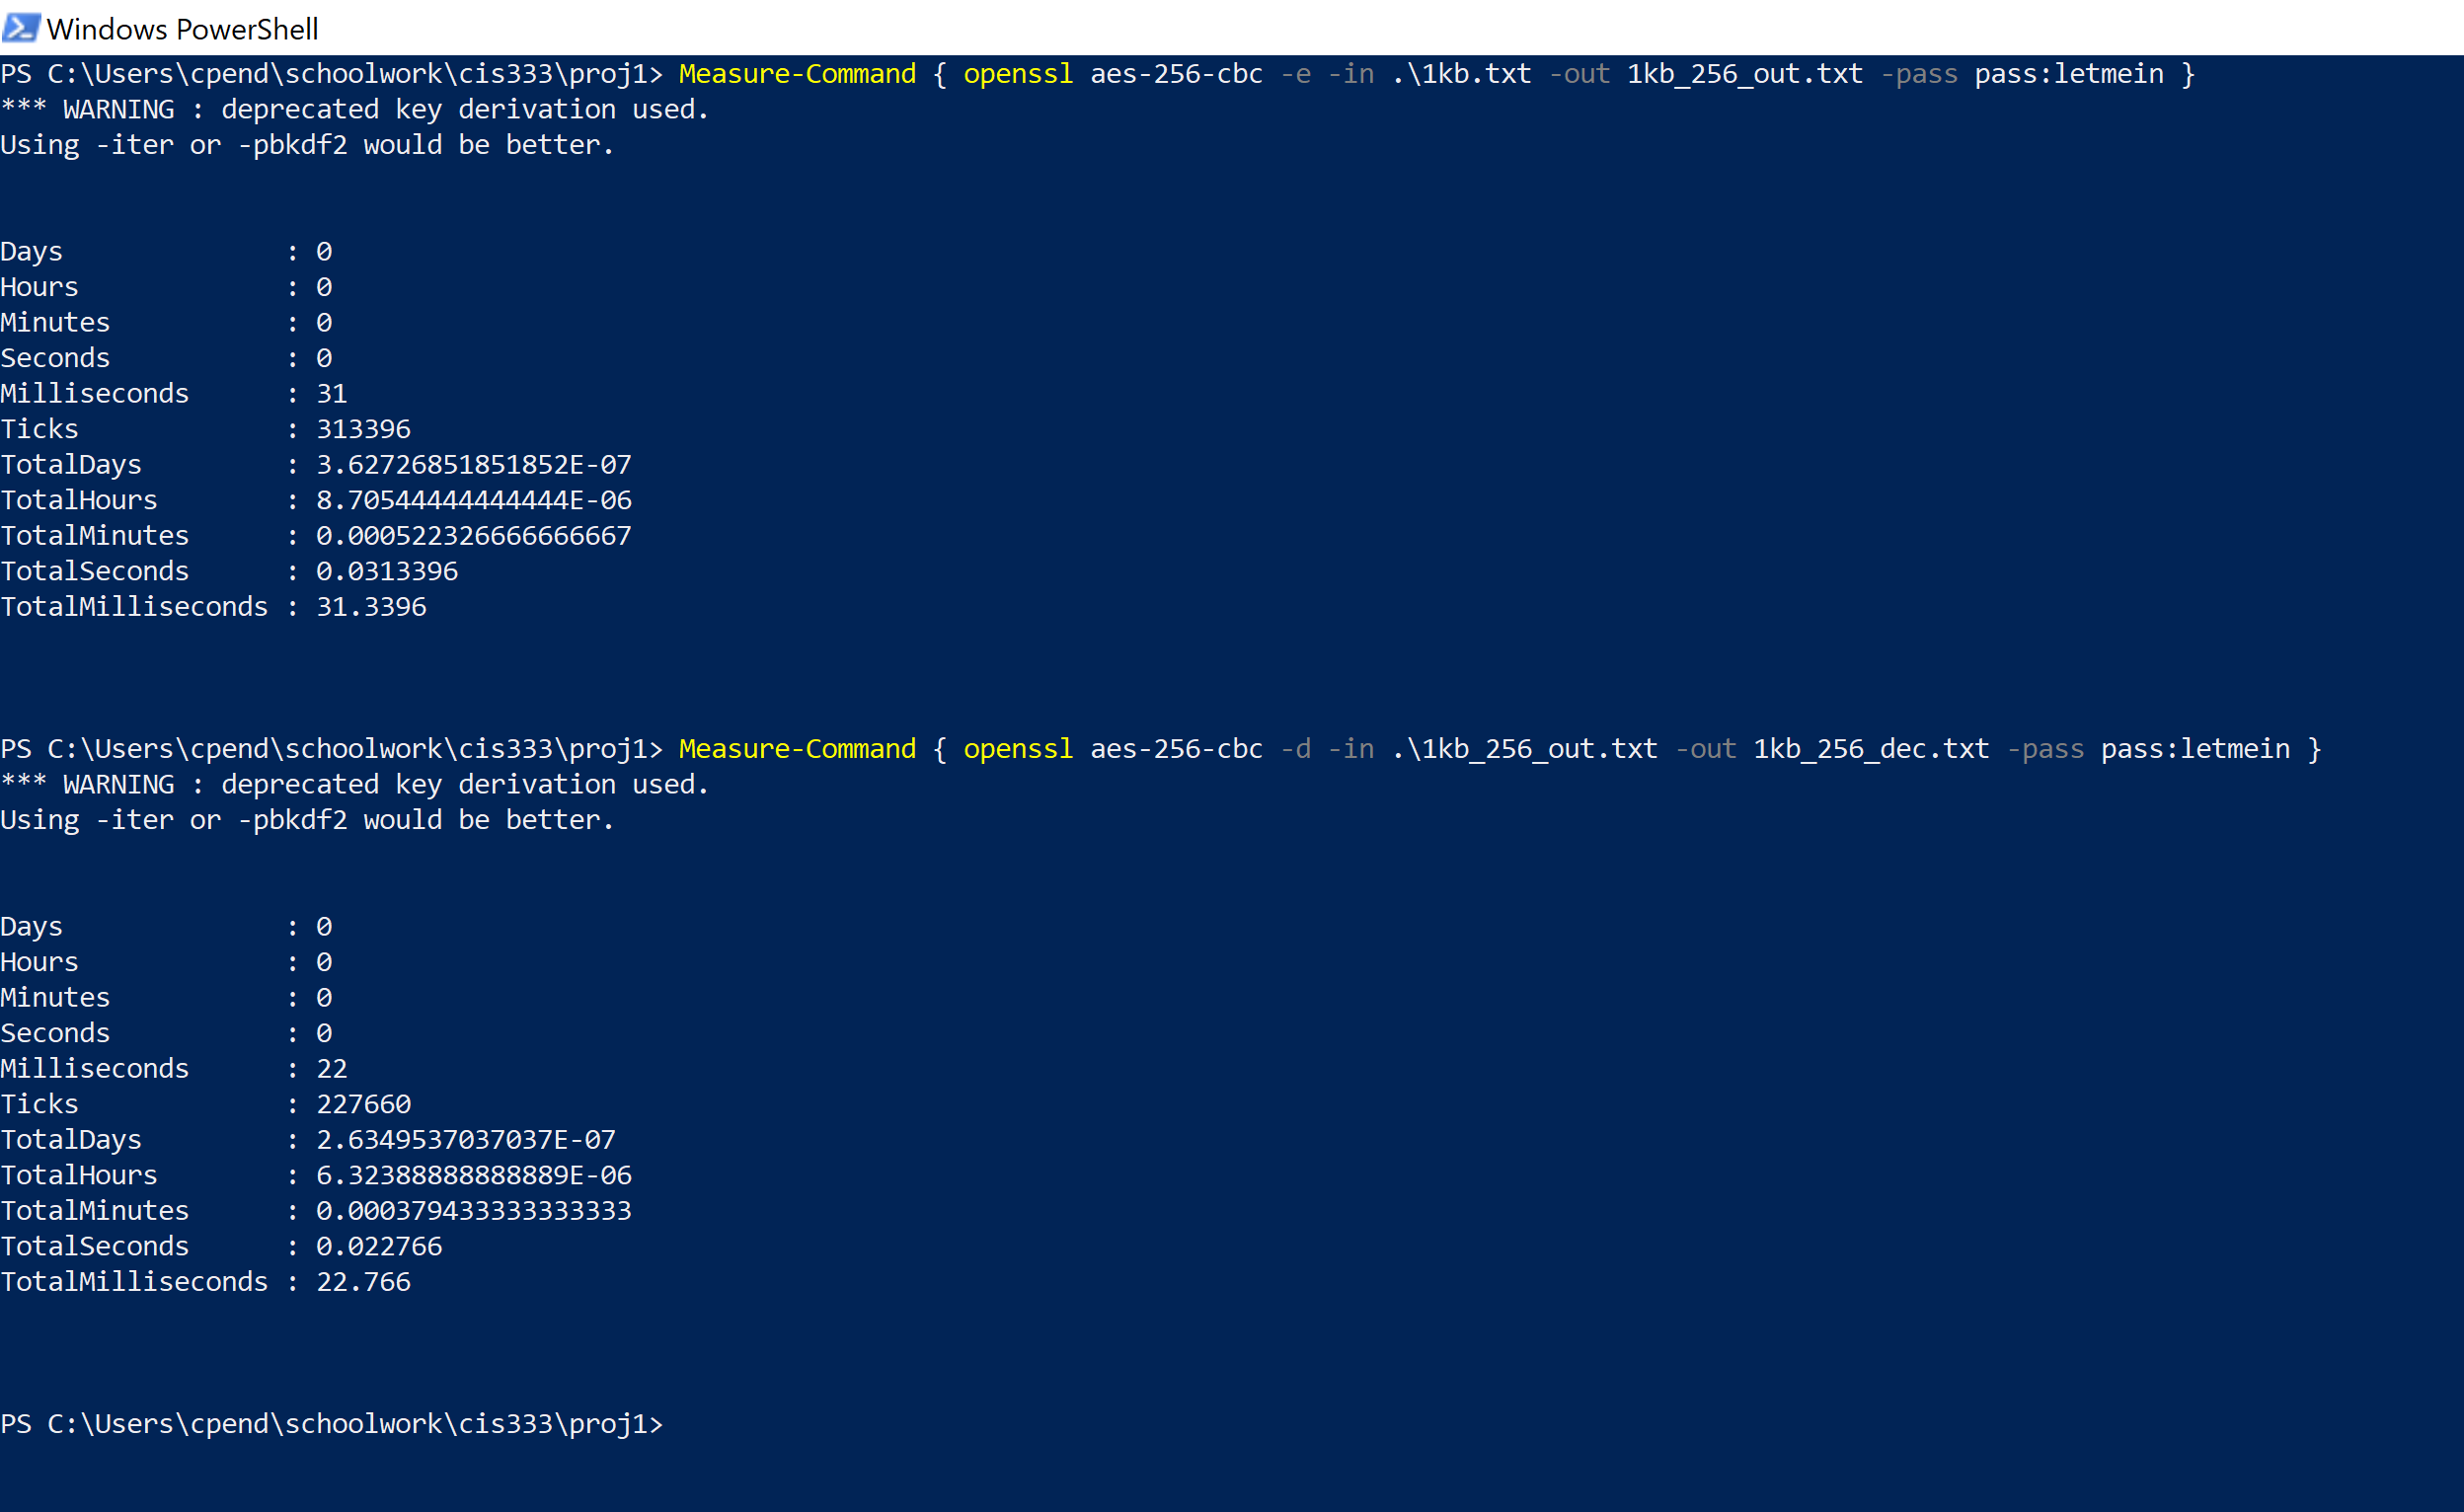 Windows PowerShell
PS C:\Users\cpend\schoolwork\cis333\proj1> Measure-Command { openssl aes-256-cbc -e -in .\1kb.txt -out 1kb_256_out.txt -pass pass:letmein }
*** WARNING : deprecated key derivation used.
Using -iter or -pbkdf2 would be better.
Days              : 0
Hours             : 0
Minutes           : 0
Seconds           : 0
Milliseconds      : 31
Ticks             : 313396
TotalDays         : 3.62726851851852E-07
TotalHours        : 8.70544444444444E-06
TotalMinutes      : 0.000522326666666667
TotalSeconds      : 0.0313396
TotalMilliseconds : 31.3396
PS C:\Users\cpend\schoolwork\cis333\proj1> Measure-Command { openssl aes-256-cbc -d -in .\1kb_256_out.txt -out 1kb_256_dec.txt -pass pass:letmein }
*** WARNING : deprecated key derivation used.
Using -iter or -pbkdf2 would be better.
Days              : 0
Hours             : 0
Minutes           : 0
Seconds           : 0
Milliseconds      : 22
Ticks             : 227660
TotalDays         : 2.6349537037037E-07
TotalHours        : 6.32388888888889E-06
TotalMinutes      : 0.000379433333333333
TotalSeconds      : 0.022766
TotalMilliseconds : 22.766
PS C:\Users\cpend\schoolwork\cis333\proj1>